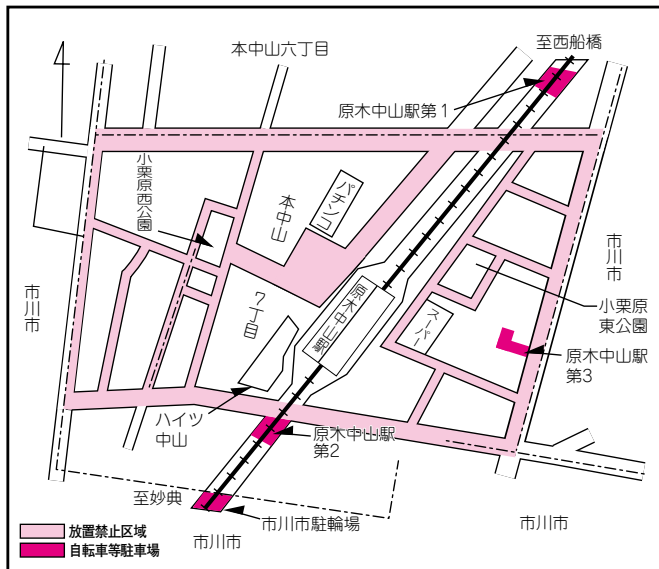 本中山六丁目
至西船橋
原木中山駅第1
小栗原西公園
パチンコ
本中山
7丁目
原木中山駅
スーパー
市川市
市川市
小栗原
東公園
原木中山駅
第3
ハイツ
中山
原木中山駅
第2
至妙典
市川市駐輪場
市川市
市川市
放置禁止区域
自転車等駐車場